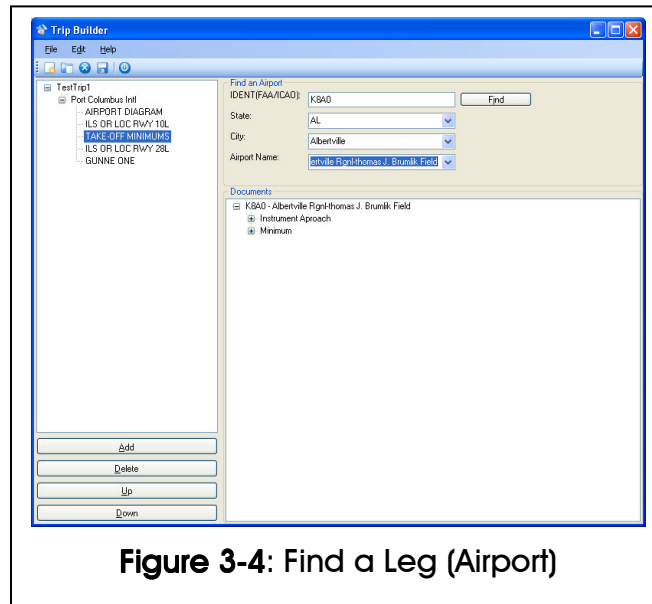 Trip Builder
File Edit Help
TestTrip1
Port Columbus Intl
AIRPORT DIAGRAM
ILS OR LOC RWY 10L
TAKE-OFF MINIMUMS
ILS OR LOC RWY 28L
GUNNE ONE
Add
Delete
Up
Down
Find an Airport
IDENT(FAA/ICAO): K8A0 Find
State: AL
City: Albertville
Airport Name: ertville Rgnl-thomas J. Brumlik Field
Documents
K8A0 - Albertville Rgnl-thomas J. Brumlik Field
Instrument Aproach
Minimum
Figure 3-4: Find a Leg (Airport)